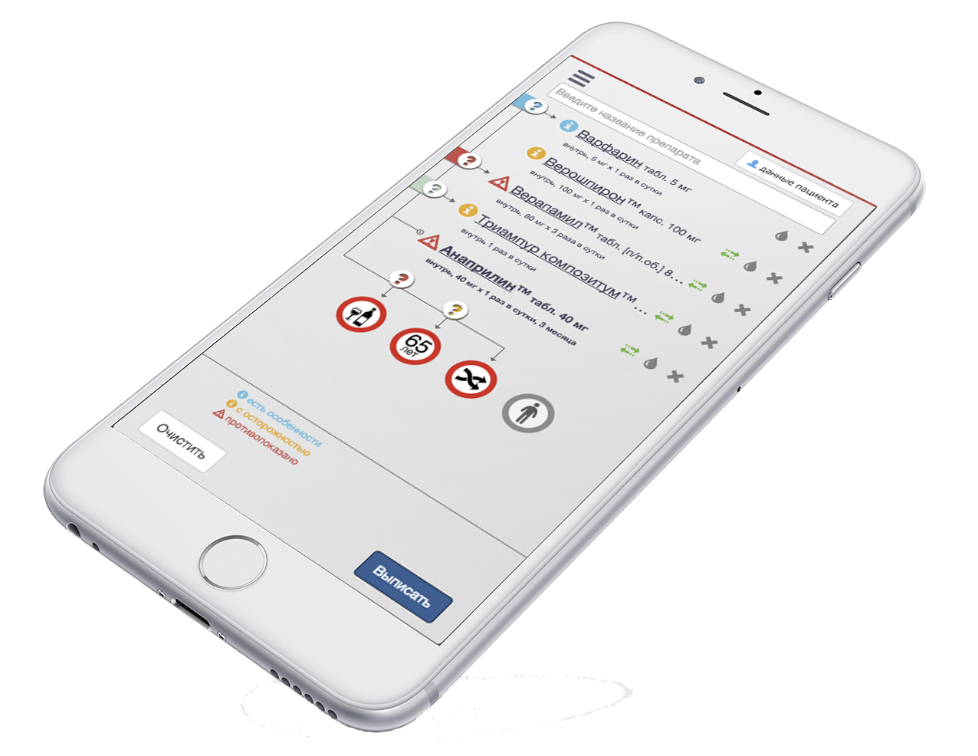 Введите название препарата
данные пациента
Варфарин табл. 5 мг
внутрь, 5 мг х 1 раз в сутки
Верошпирон™ капс. 100 мг
внутрь, 100 мг х 1 раз в сутки
Верапамил™ табл. [п/п.об.] 8...
внутрь, 80 мг х 3 раза в сутки
Триампур композитум™...
внутрь 1 раз в сутки
Анаприлин™ табл. 40 мг
внутрь, 40 мг х 1 раз в сутки, 3 месяца
?
?
?
?
?
65
лет
есть особенности
с осторожностью
противопоказано
Очистить
Выписать